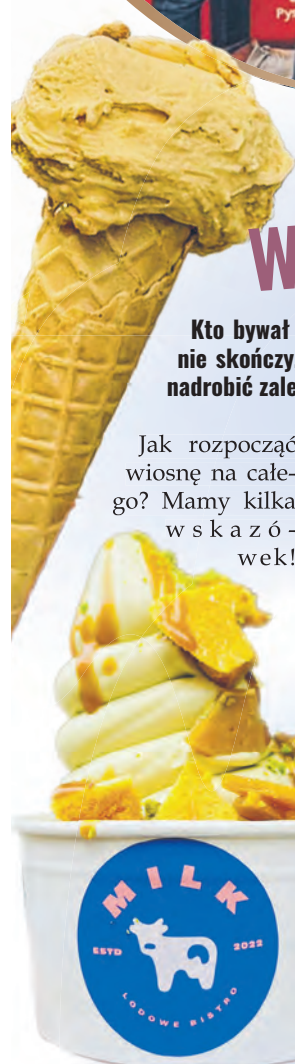 W
Kto bywał
nie skończy
nadrobić zale
Jak rozpocząć
wiosnę na całe-
go? Mamy kilka
wskazó-
wek!
MILK
ESTD 2022
LODOWE BISTRO